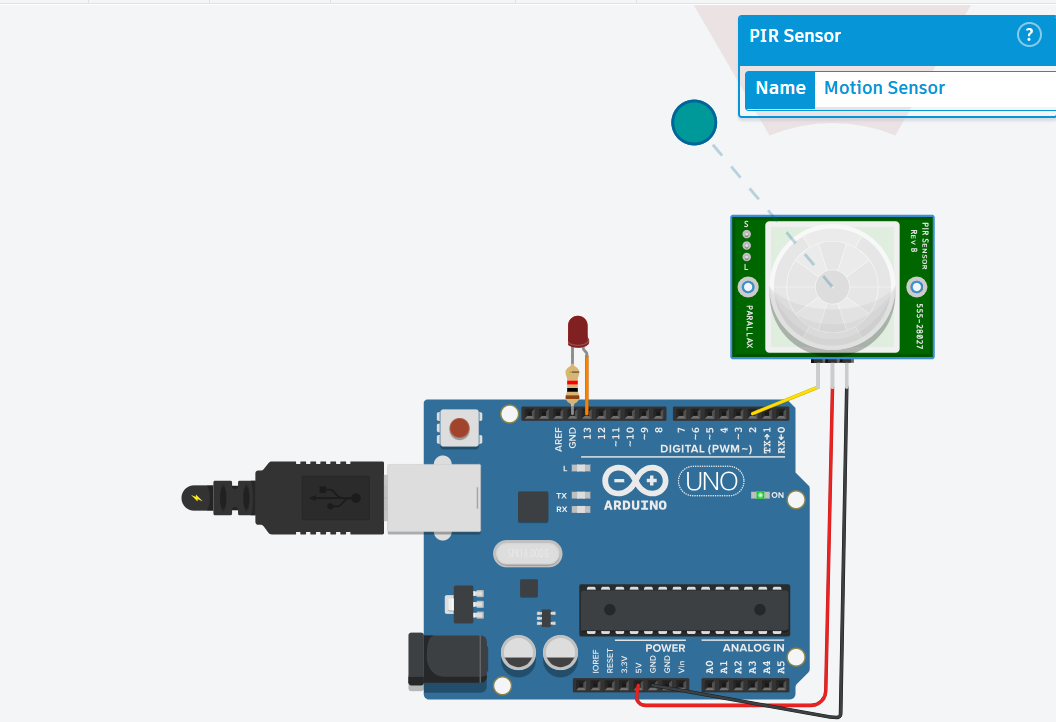 PIR Sensor
?
Name
Motion Sensor
S
L
PIR SENSOR
REV B
PARALLAX
555-28027
AREF
GND
13
12
~11
~10
~9
8
7
~6
~5
4
~3
2
TX→1
RX←0
DIGITAL (PWM~)
L
TX
RX
UNO
ARDUINO
ON
POWER
ANALOG IN
IOREF
RESET
3.3V
5V
GND
GND
Vin
A0
A1
A2
A3
A4
A5